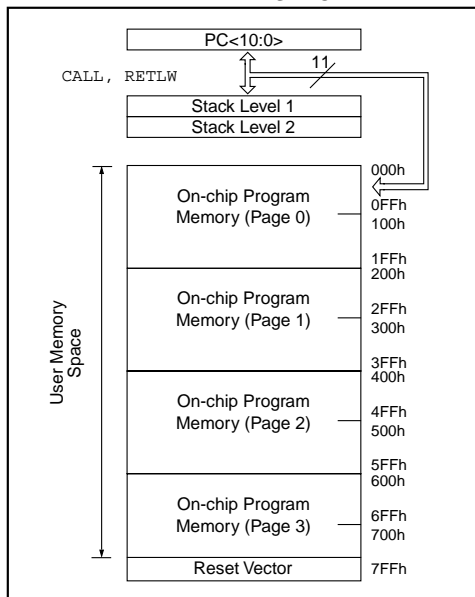 PC<10:0>
CALL, RETLW
11
Stack Level 1
Stack Level 2
000h
On-chip Program
Memory (Page 0)
0FFh
100h
1FFh
200h
On-chip Program
Memory (Page 1)
2FFh
300h
3FFh
400h
On-chip Program
Memory (Page 2)
4FFh
500h
5FFh
600h
On-chip Program
Memory (Page 3)
6FFh
700h
Reset Vector
7FFh
User Memory
Space